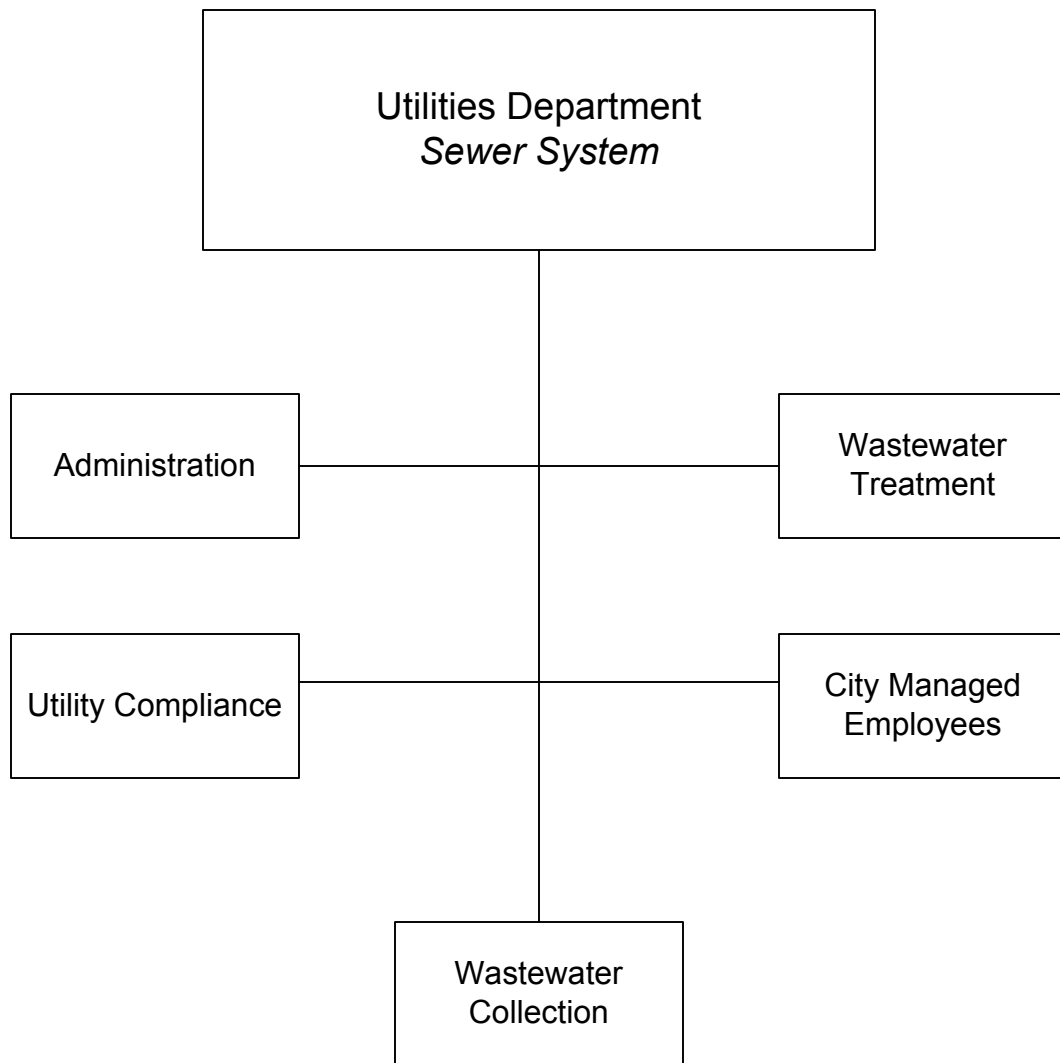 Utilities Department
Sewer System
Administration
Wastewater
Treatment
Utility Compliance
City Managed
Employees
Wastewater
Collection